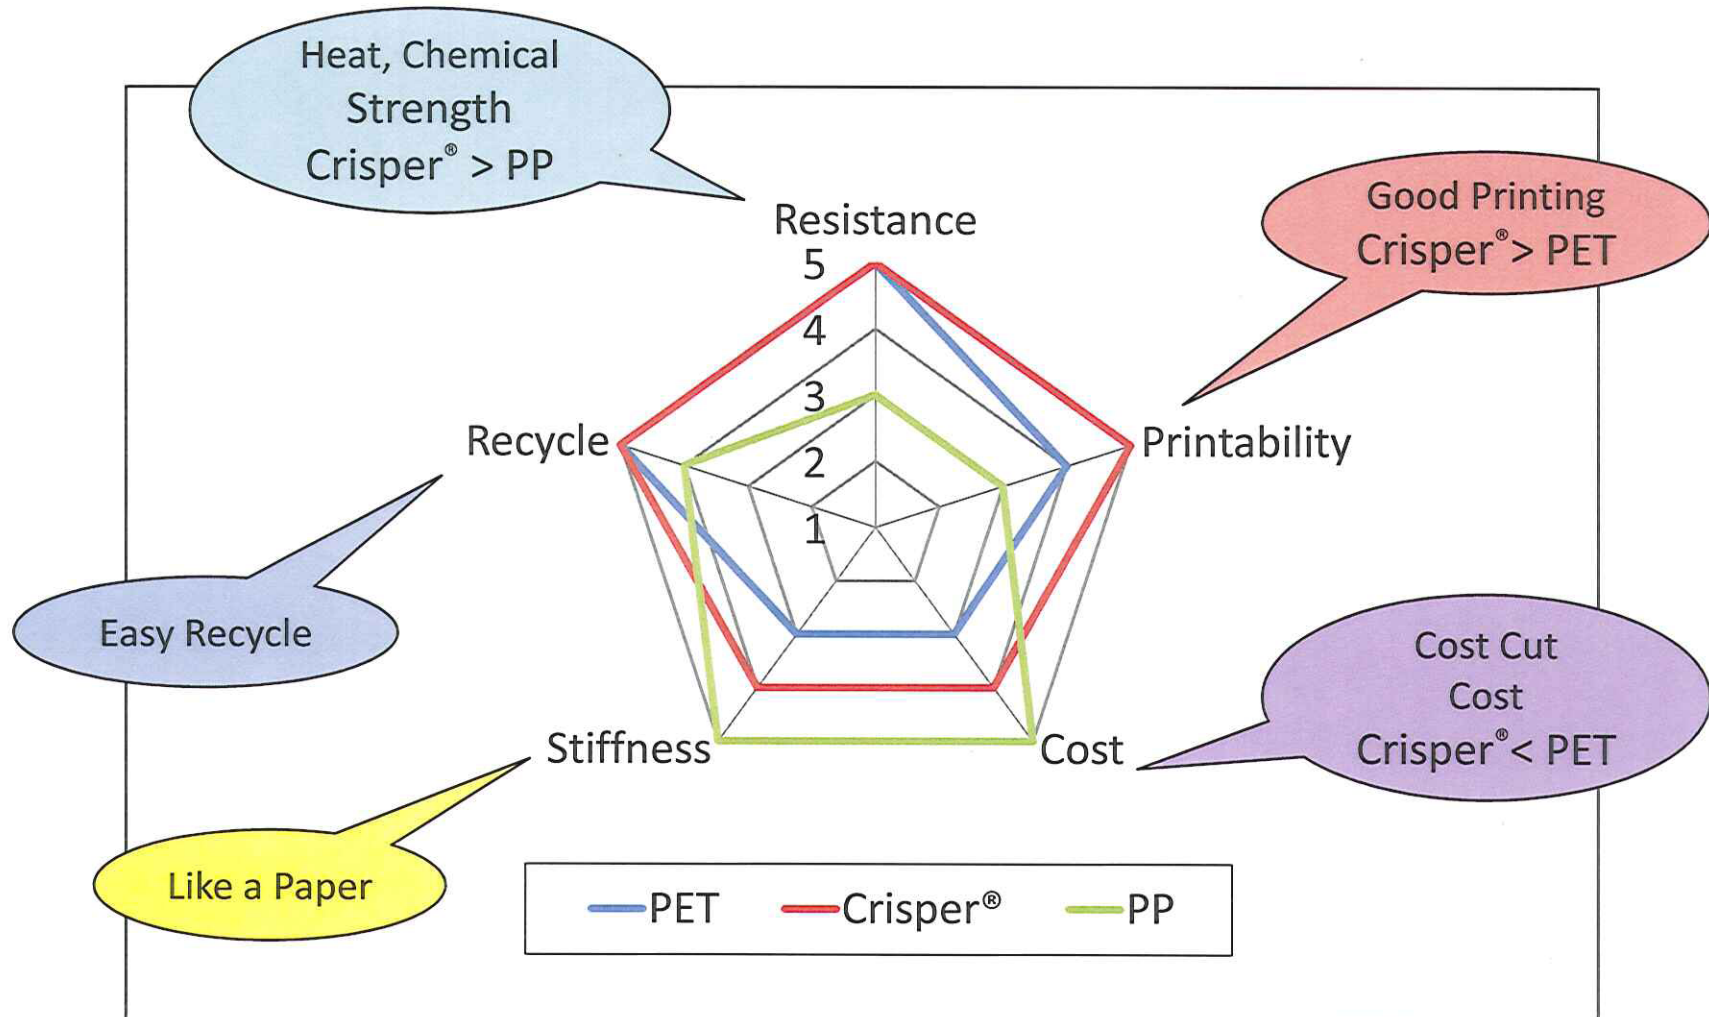 Heat, Chemical
Strength
Crisper® > PP
Good Printing
Crisper®> PET
Resistance
5
4
3
2
1
Recycle
Printability
Easy Recycle
Cost Cut
Cost
Crisper®< PET
Stiffness
Cost
Like a Paper
PET Crisper® PP